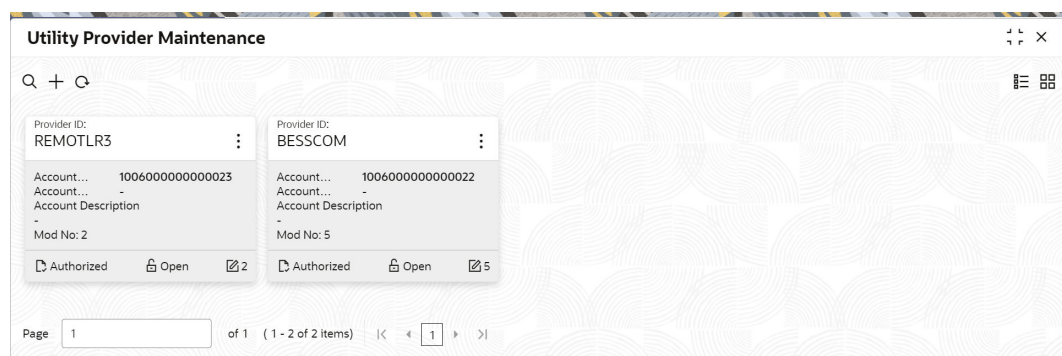 Utility Provider Maintenance
Provider ID:
REMOTLR3
Account... 1006000000000023
Account... -
Account Description
-
Mod No: 2
Authorized Open 2
Provider ID:
BESSCOM
Account... 1006000000000022
Account... -
Account Description
-
Mod No: 5
Authorized Open 5
Page 1 of 1 (1 - 2 of 2 items) 1